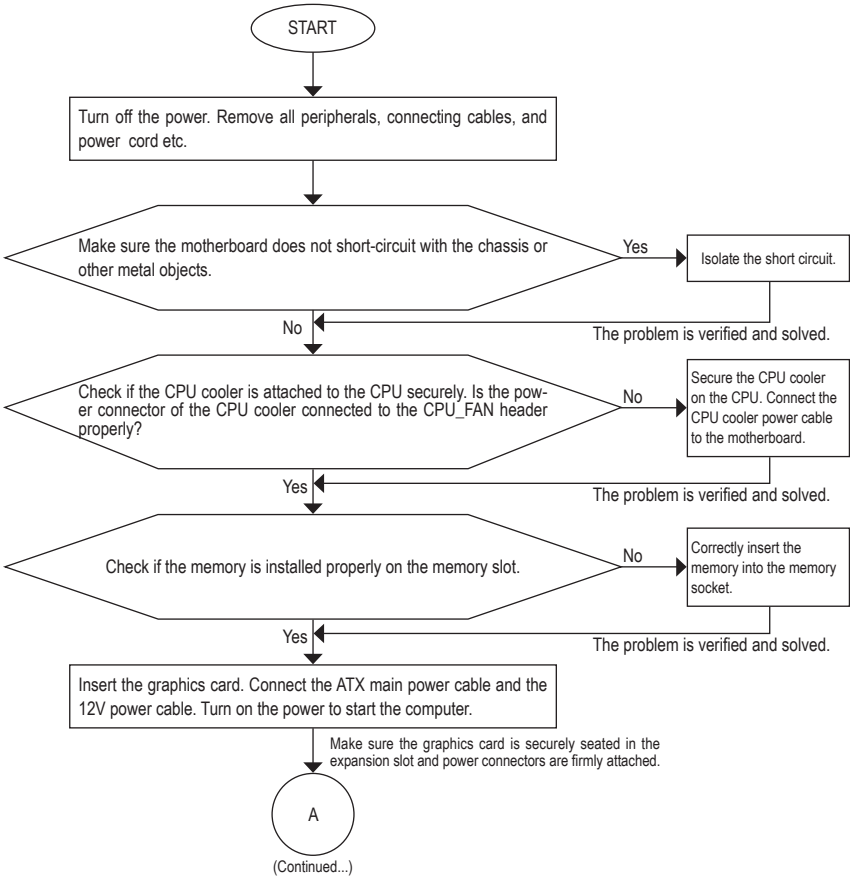 START
Turn off the power. Remove all peripherals, connecting cables, and
power cord etc.
Make sure the motherboard does not short-circuit with the chassis or
other metal objects.
Yes
Isolate the short circuit.
No
The problem is verified and solved.
Check if the CPU cooler is attached to the CPU securely. Is the pow-
er connector of the CPU cooler connected to the CPU_FAN header
properly?
No
Secure the CPU cooler
on the CPU. Connect the
CPU cooler power cable
to the motherboard.
Yes
The problem is verified and solved.
Check if the memory is installed properly on the memory slot.
No
Correctly insert the
memory into the memory
socket.
Yes
The problem is verified and solved.
Insert the graphics card. Connect the ATX main power cable and the
12V power cable. Turn on the power to start the computer.
Make sure the graphics card is securely seated in the
expansion slot and power connectors are firmly attached.
A
(Continued...)